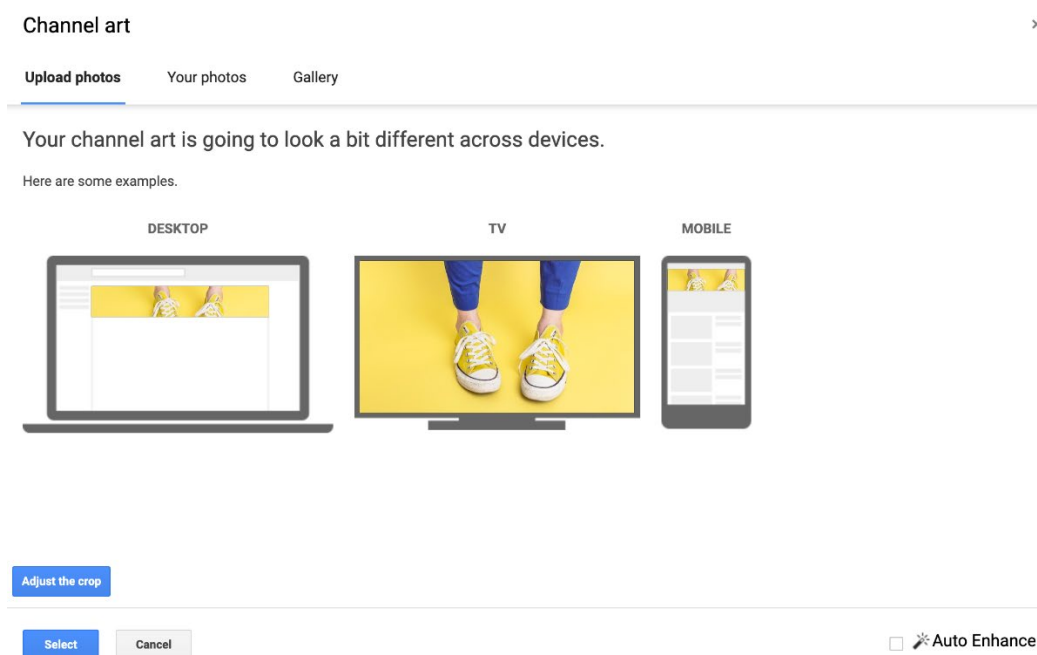 Channel art
Upload photos Your photos Gallery
Your channel art is going to look a bit different across devices.
Here are some examples.
DESKTOP TV MOBILE
Adjust the crop
Select Cancel Auto Enhance